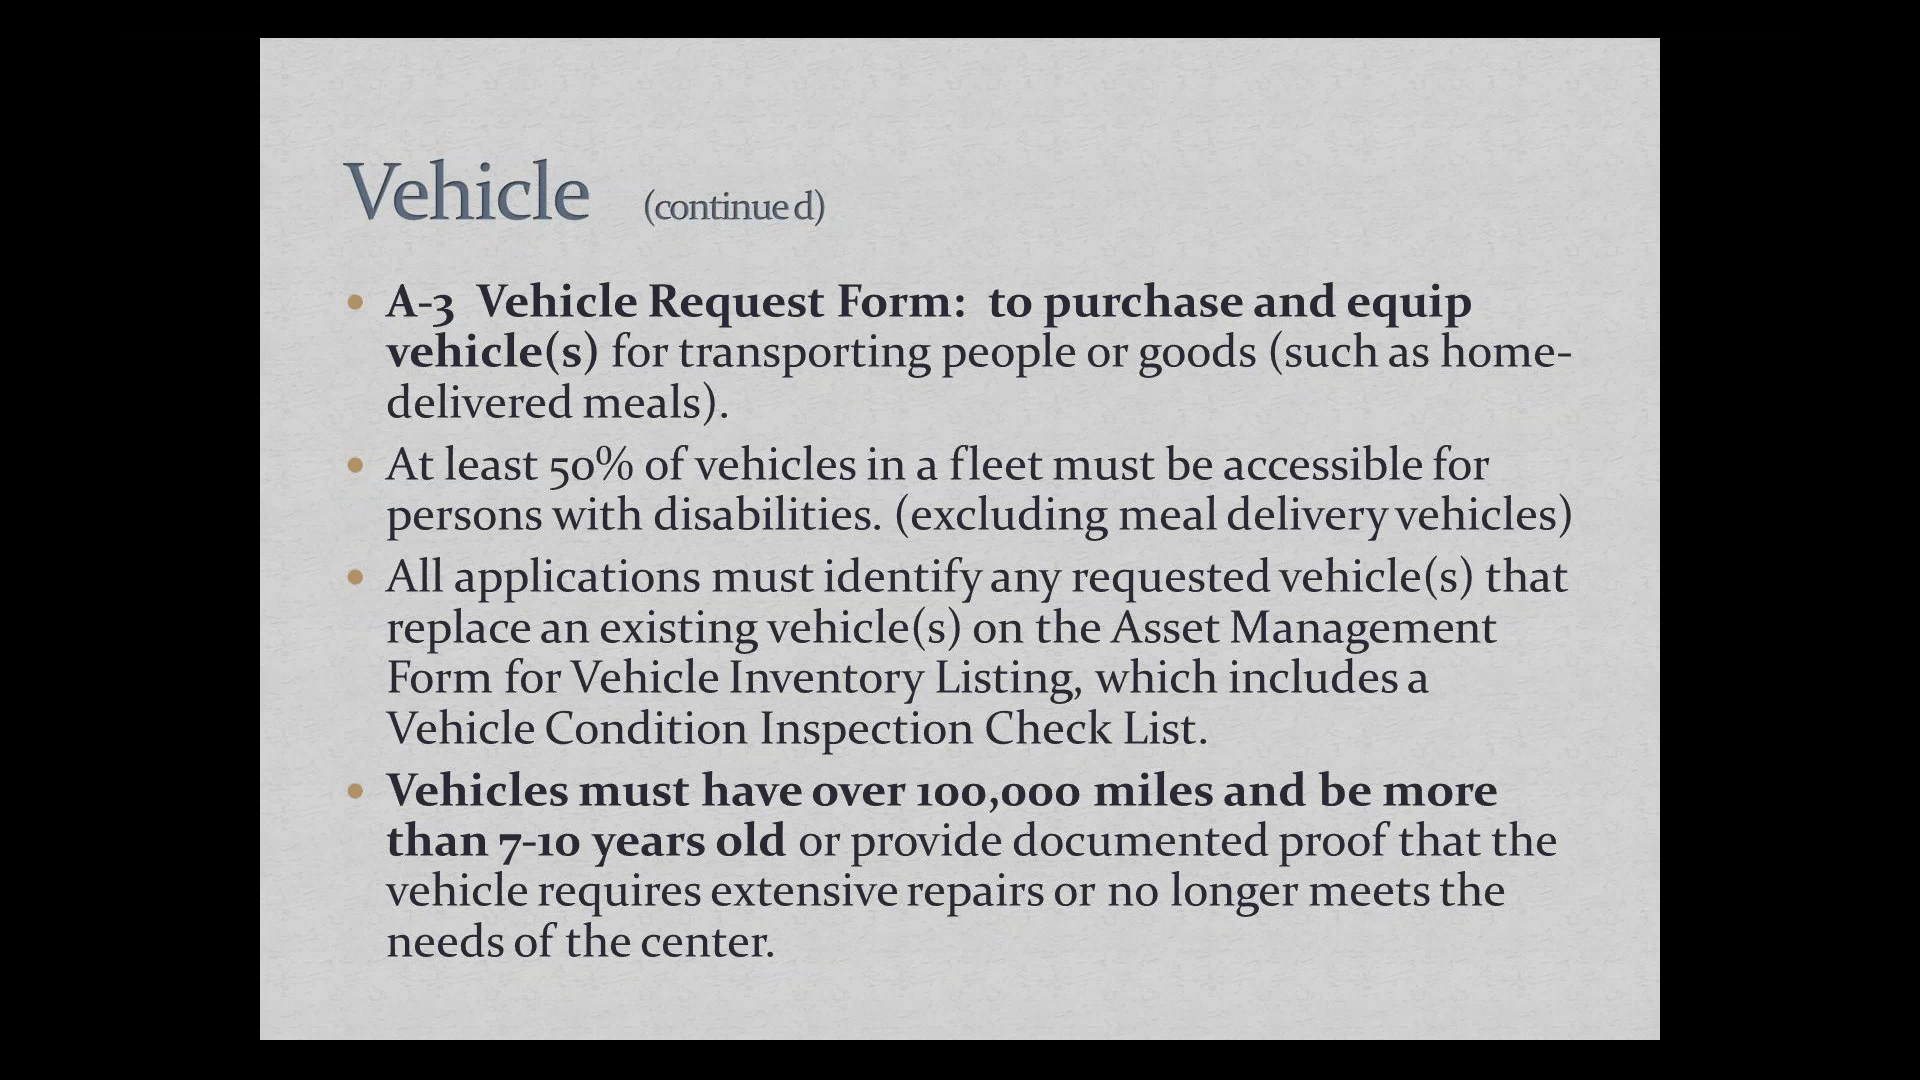 Vehicle (continued)
• A-3 Vehicle Request Form: to purchase and equip
vehicle(s) for transporting people or goods (such as home-
delivered meals).
• At least 50% of vehicles in a fleet must be accessible for
persons with disabilities. (excluding meal delivery vehicles)
• All applications must identify any requested vehicle(s) that
replace an existing vehicle(s) on the Asset Management
Form for Vehicle Inventory Listing, which includes a
Vehicle Condition Inspection Check List.
• Vehicles must have over 100,000 miles and be more
than 7-10 years old or provide documented proof that the
vehicle requires extensive repairs or no longer meets the
needs of the center.